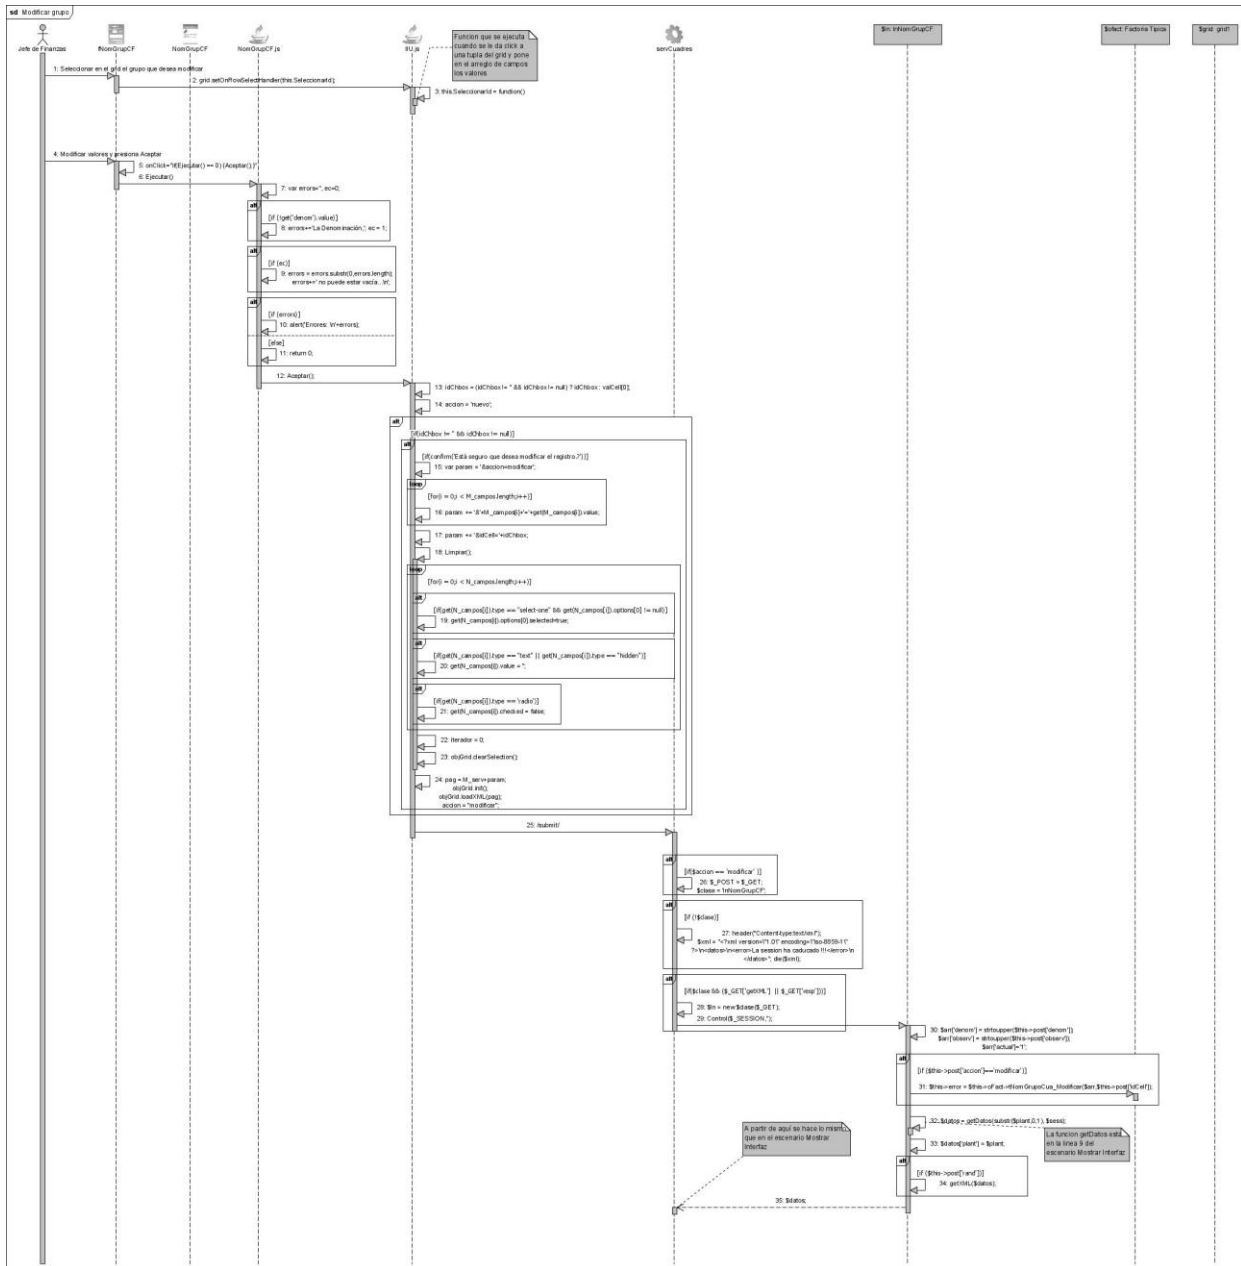 sd Modificar grupo
Jefe de Finanzas
fNomGrupCF
NomGrupCF
NomGrupCF.js
IIU.js
servCuadres
$In: InNomGrupCF
$ofact: Factoria Tipica
$grid: grid1
Funcion que se ejecuta
cuando se le da click a
una tupla del grid y pone
en el arreglo de campos
los valores
1: Seleccionar en el grid el grupo que desea modificar
2: grid.setOnRowSelectHandler(this.SeleccionarId);
3: this.SeleccionarId = function()
4: Modificar valores y presiona Aceptar
5: onClick="if(Ejecutar() == 0) {Aceptar();}"
6: Ejecutar()
7: var errors='', ec=0;
alt
[if (!get('denom').value)]
8: errors+='La Denominación,'; ec = 1;
alt
[if (ec)]
9: errors = errors.substr(0,errors.length);
errors+=' no puede estar vacía...\n';
alt
[if (errors)]
10: alert('Errores: \n'+errors);
[else]
11: return 0;
12: Aceptar();
13: idChbox = (idChbox != '' && idChbox != null) ? idChbox : valCell[0];
14: accion = 'nuevo';
alt
[if(idChbox != '' && idChbox != null)]
alt
[if(confirm('Está seguro que desea modificar el registro.?'))]
15: var param = '&accion=modificar';
loop
[for(i = 0;i < M_campos.length;i++)]
16: param += '&'+M_campos[i]+'='+get(M_campos[i]).value;
17: param += '&idCell='+idChbox;
18: Limpiar();
loop
[for(i = 0;i < N_campos.length;i++)]
alt
[if(get(N_campos[i]).type == "select-one" && get(N_campos[i]).options[0] != null)]
19: get(N_campos[i]).options[0].selected=true;
alt
[if(get(N_campos[i]).type == "text" || get(N_campos[i]).type == "hidden")]
20: get(N_campos[i]).value = '';
alt
[if(get(N_campos[i]).type == 'radio')]
21: get(N_campos[i]).checked = false;
22: iterador = 0;
23: objGrid.clearSelection();
24: pag = M_serv+param;
objGrid.init();
objGrid.loadXML(pag);
accion = "modificar";
25: /submit/
alt
[if($accion == 'modificar' )]
26: $_POST = $_GET;
$clase = 'InNomGrupCF';
alt
[if (!$clase)]
27: header("Content-type:text/xml");
$xml = "<?xml version=\"1.0\" encoding=\"iso-8859-1\"
?>\n<datos>\n<error>La session ha caducado !!!</error>\n
</datos>"; die($xml);
alt
[if($clase && ($_GET['getXML'] || $_GET['resp']))]
28: $In = new $clase($_GET);
29: Control($_SESSION,'');
30: $arr['denom'] = strtoupper($this->post['denom']);
$arr['observ'] = strtoupper($this->post['observ']);
$arr['actual']='1';
alt
[if ($this->post['accion']=='modificar')]
31: $this->error = $this->oFact->tNomGrupoCua_Modificar($arr,$this->post['idCell']);
32: $datos = getDatos(substr($plant,0,1), $sess);
33: $datos['plant'] = $plant;
alt
[if ($this->post['rand'])]
34: getXML($datos);
La funcion getDatos está
en la linea 9 del
escenario Mostrar Interfaz
A partir de aquí se hace lo mismo
que en el escenario Mostrar
Interfaz
35: $datos;